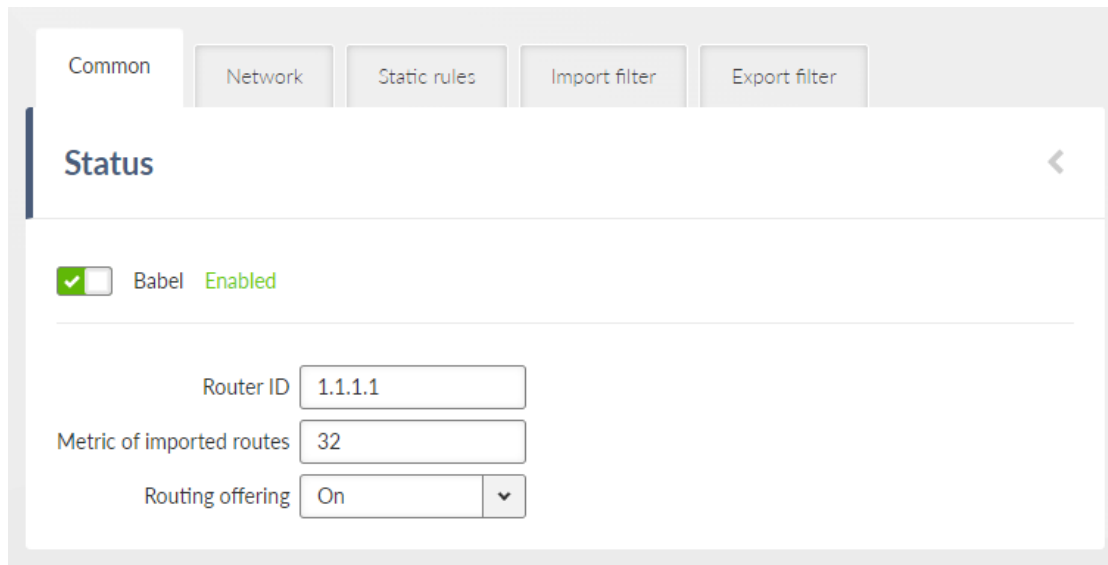 Common Network Static rules Import filter Export filter
Status
Babel Enabled
Router ID 1.1.1.1
Metric of imported routes 32
Routing offering On